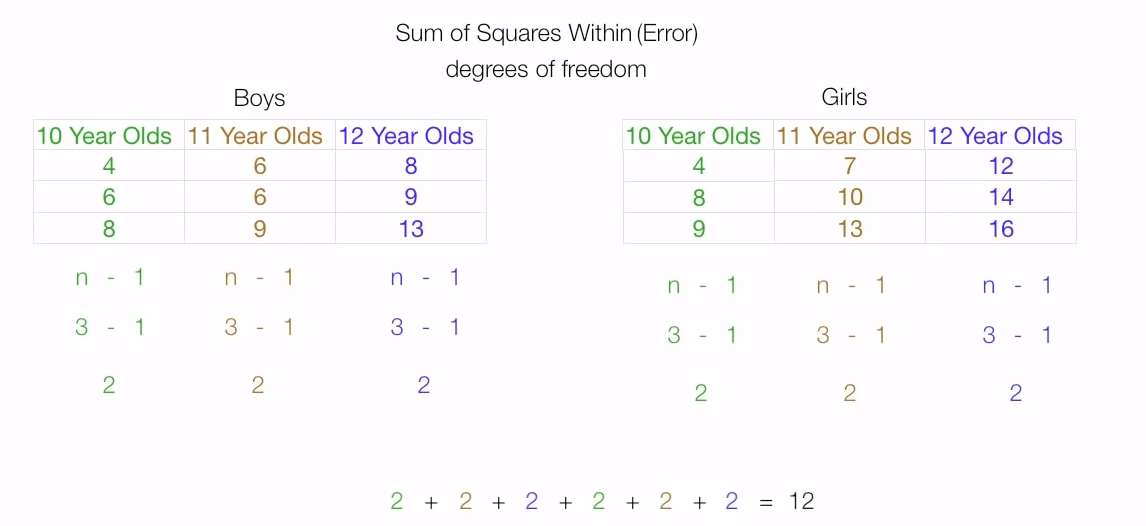 Sum of Squares Within (Error)
degrees of freedom
Boys
10 Year Olds 11 Year Olds 12 Year Olds
4 6 8
6 6 9
8 9 13
n - 1 n - 1 n - 1
3 - 1 3 - 1 3 - 1
2 2 2
Girls
10 Year Olds 11 Year Olds 12 Year Olds
4 7 12
8 10 14
9 13 16
n - 1 n - 1 n - 1
3 - 1 3 - 1 3 - 1
2 2 2
2 + 2 + 2 + 2 + 2 + 2 = 12